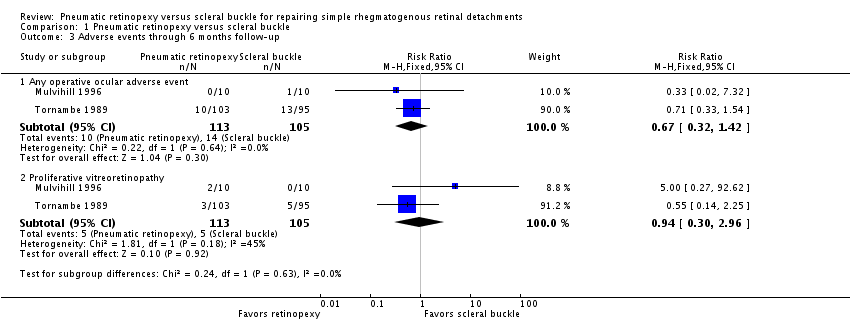 Review: Pneumatic retinopexy versus scleral buckle for repairing simple rhegmatogenous retinal detachments
Comparison: 1 Pneumatic retinopexy versus scleral buckle
Outcome: 3 Adverse events through 6 months follow-up
Study or subgroup Pneumatic retinopexy Scleral buckle Risk Ratio Weight Risk Ratio
n/N n/N M-H,Fixed,95% CI M-H,Fixed,95% CI
1 Any operative ocular adverse event
Mulvihill 1996 0/10 1/10 10.0 % 0.33 [ 0.02, 7.32 ]
Tornambe 1989 10/103 13/95 90.0 % 0.71 [ 0.33, 1.54 ]
Subtotal (95% CI) 113 105 100.0 % 0.67 [ 0.32, 1.42 ]
Total events: 10 (Pneumatic retinopexy), 14 (Scleral buckle)
Heterogeneity: Chi² = 0.22, df = 1 (P = 0.64); I² =0.0%
Test for overall effect: Z = 1.04 (P = 0.30)
2 Proliferative vitreoretinopathy
Mulvihill 1996 2/10 0/10 8.8 % 5.00 [ 0.27, 92.62 ]
Tornambe 1989 3/103 5/95 91.2 % 0.55 [ 0.14, 2.25 ]
Subtotal (95% CI) 113 105 100.0 % 0.94 [ 0.30, 2.96 ]
Total events: 5 (Pneumatic retinopexy), 5 (Scleral buckle)
Heterogeneity: Chi² = 1.81, df = 1 (P = 0.18); I² =45%
Test for overall effect: Z = 0.10 (P = 0.92)
Test for subgroup differences: Chi² = 0.24, df = 1 (P = 0.63), I² =0.0%
0.01 0.1 1 10 100
Favors retinopexy Favors scleral buckle